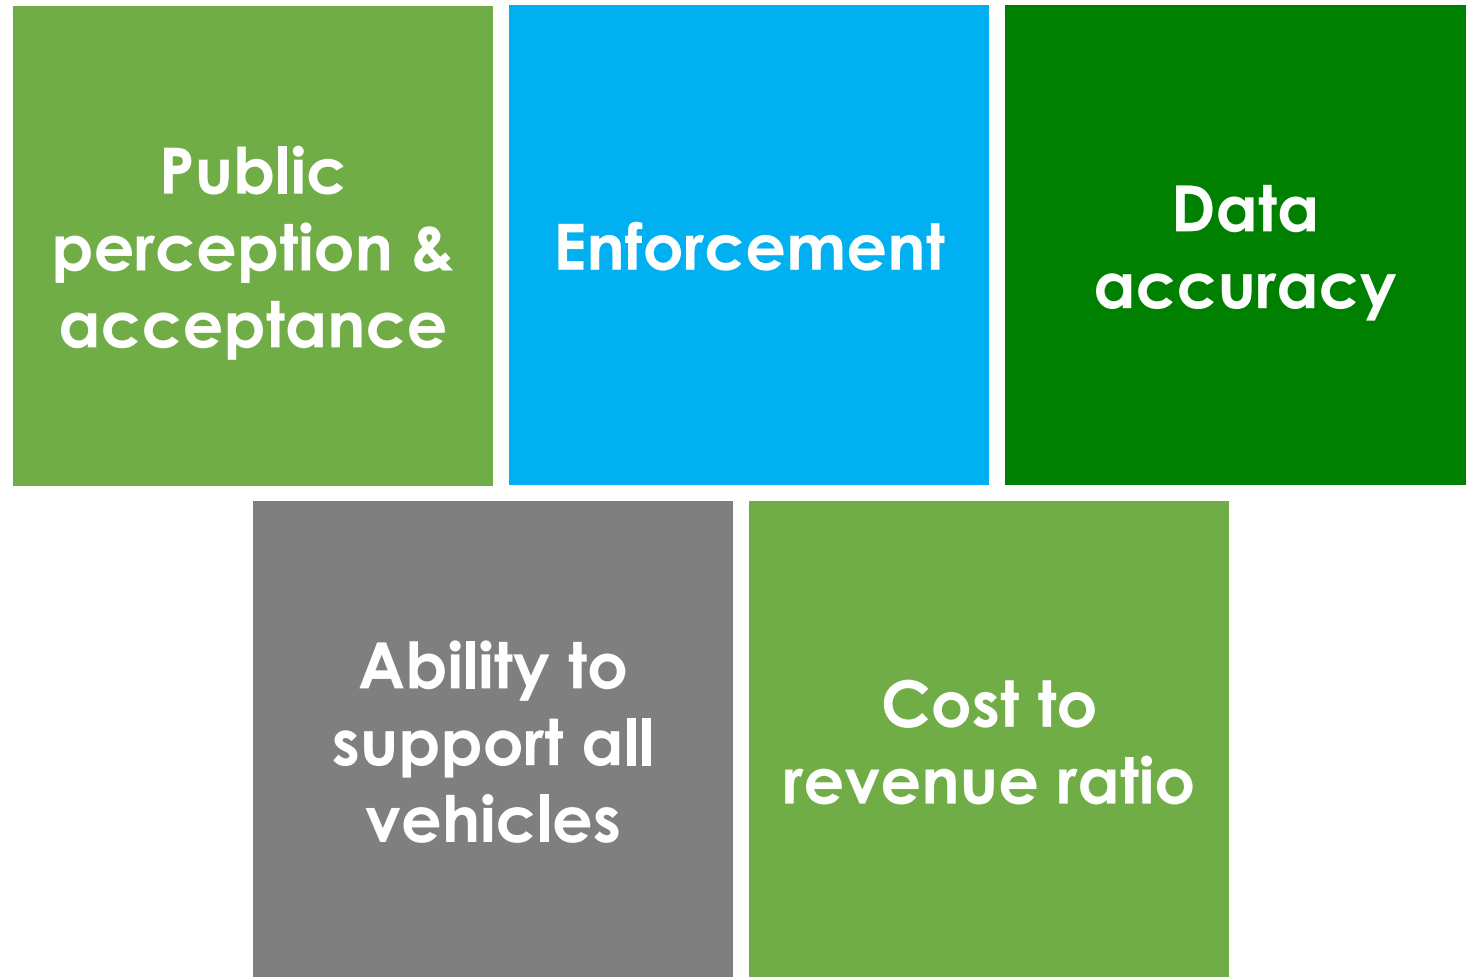 Public
perception &
acceptance
Enforcement
Data
accuracy
Ability to
support all
vehicles
Cost to
revenue ratio